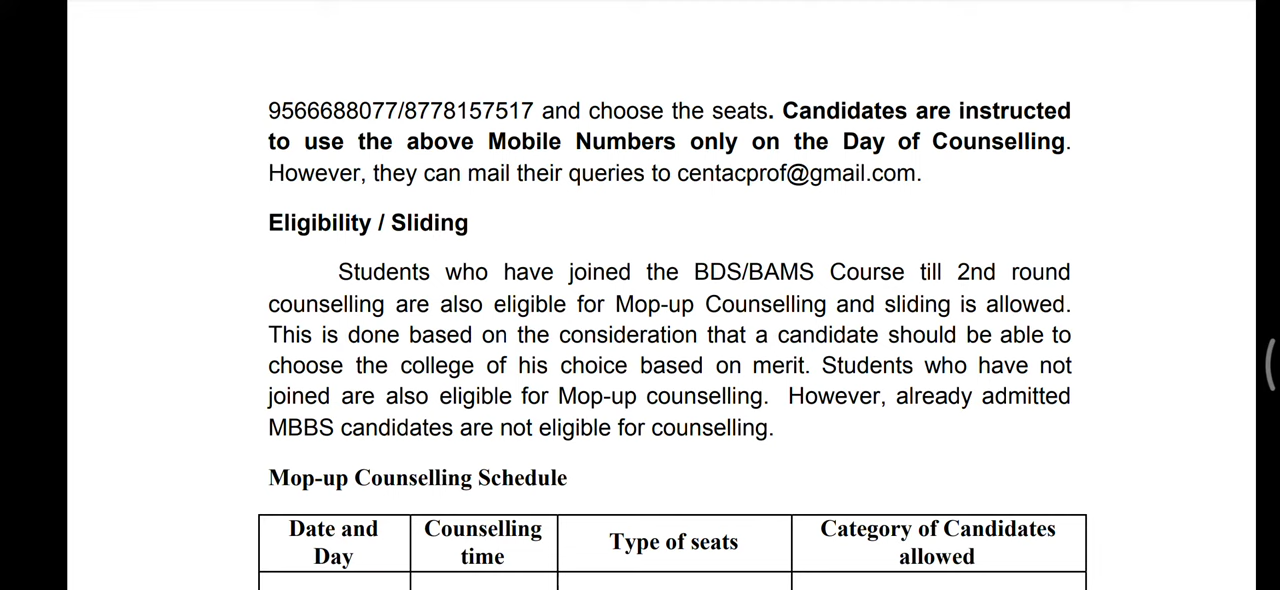 9566688077/8778157517 and choose the seats. Candidates are instructed
to use the above Mobile Numbers only on the Day of Counselling.
However, they can mail their queries to centacprof@gmail.com.
Eligibility / Sliding
Students who have joined the BDS/BAMS Course till 2nd round
counselling are also eligible for Mop-up Counselling and sliding is allowed.
This is done based on the consideration that a candidate should be able to
choose the college of his choice based on merit. Students who have not
joined are also eligible for Mop-up counselling. However, already admitted
MBBS candidates are not eligible for counselling.
Mop-up Counselling Schedule
Date and Day
Counselling time
Type of seats
Category of Candidates allowed